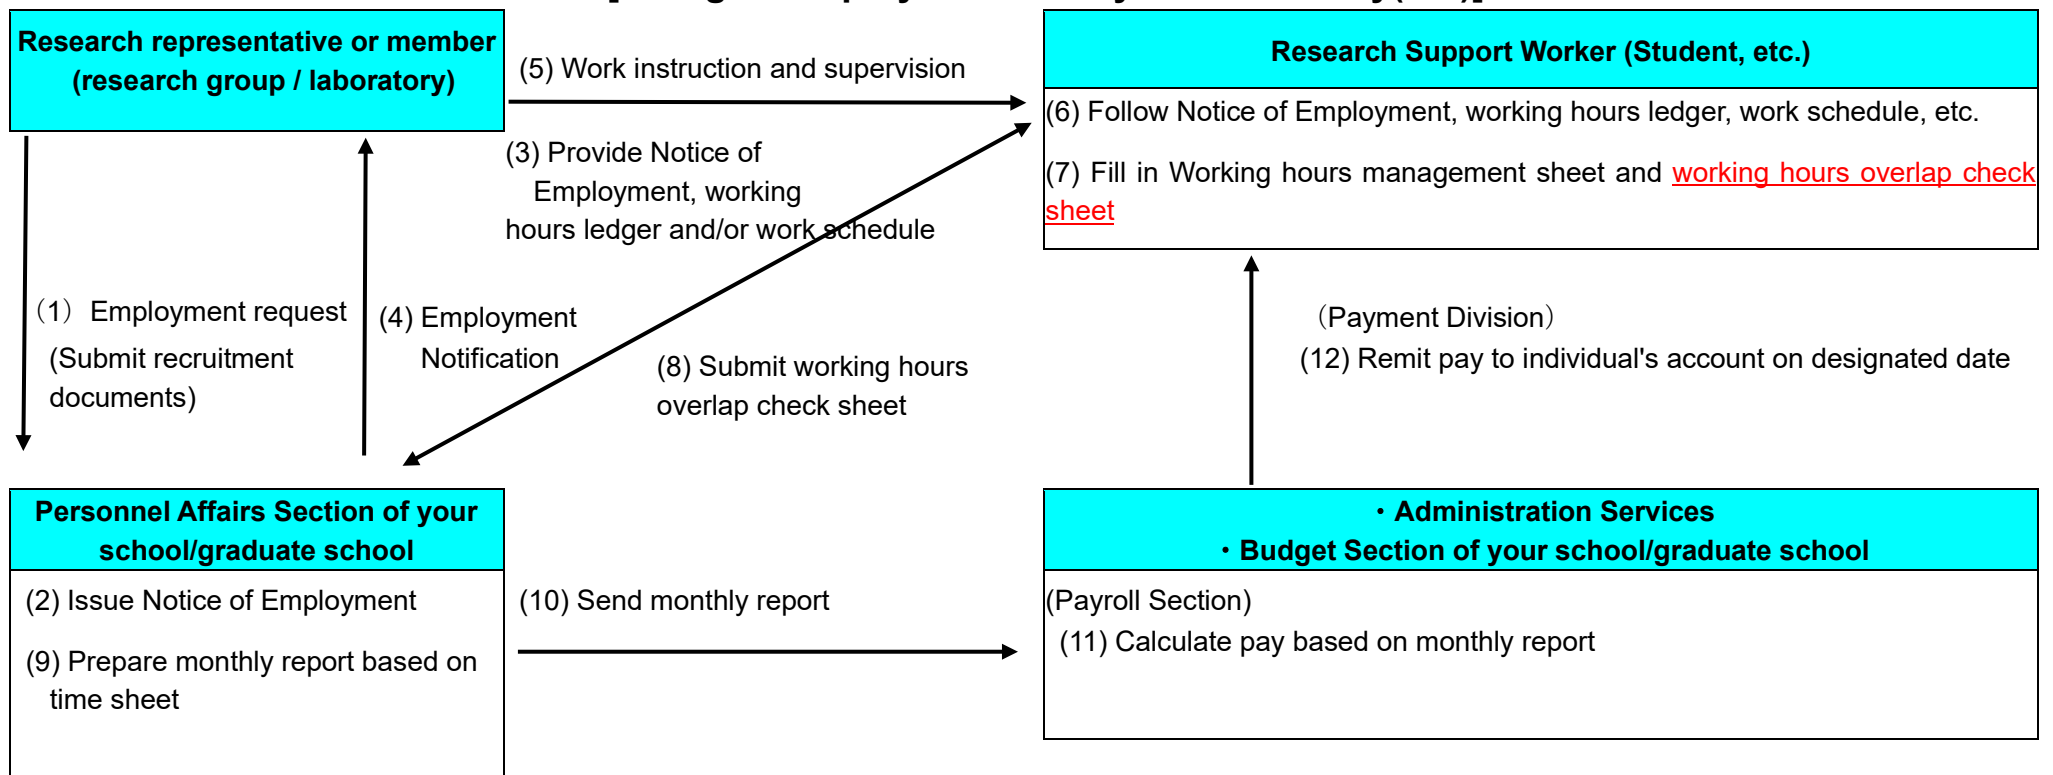 Research representative or member
(research group / laboratory)
(5) Work instruction and supervision
Research Support Worker (Student, etc.)
(6) Follow Notice of Employment, working hours ledger, work schedule, etc.
(7) Fill in Working hours management sheet and working hours overlap check
sheet
(3) Provide Notice of
Employment, working
hours ledger and/or work schedule
（1）Employment request
(Submit recruitment
documents)
(4) Employment
Notification
(8) Submit working hours
overlap check sheet
（Payment Division）
(12) Remit pay to individual's account on designated date
Personnel Affairs Section of your
school/graduate school
(2) Issue Notice of Employment
(9) Prepare monthly report based on
time sheet
(10) Send monthly report
・Administration Services
・Budget Section of your school/graduate school
(Payroll Section)
(11) Calculate pay based on monthly report